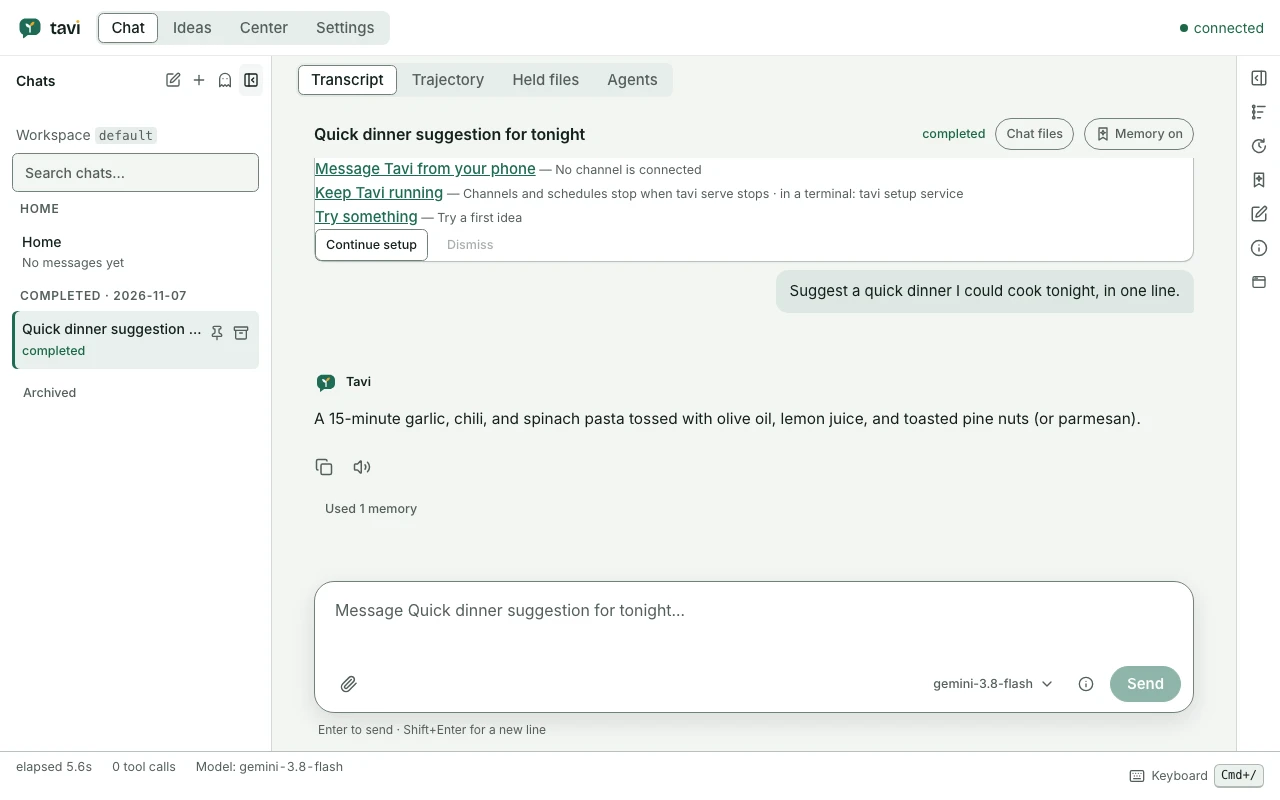 tavi
Chat
Ideas
Center
Settings
connected
Chats
Workspace default
Search chats...
HOME
Home
No messages yet
COMPLETED · 2026-11-07
Quick dinner suggestion ...
completed
Archived
Transcript
Trajectory
Held files
Agents
Quick dinner suggestion for tonight
completed
Chat files
Memory on
Message Tavi from your phone — No channel is connected
Keep Tavi running — Channels and schedules stop when tavi serve stops · in a terminal: tavi setup service
Try something — Try a first idea
Continue setup
Dismiss
Suggest a quick dinner I could cook tonight, in one line.
Tavi
A 15-minute garlic, chili, and spinach pasta tossed with olive oil, lemon juice, and toasted pine nuts (or parmesan).
Used 1 memory
Message Quick dinner suggestion for tonight...
gemini-3.8-flash
Send
Enter to send · Shift+Enter for a new line
elapsed 5.6s
0 tool calls
Model: gemini-3.8-flash
Keyboard Cmd+/